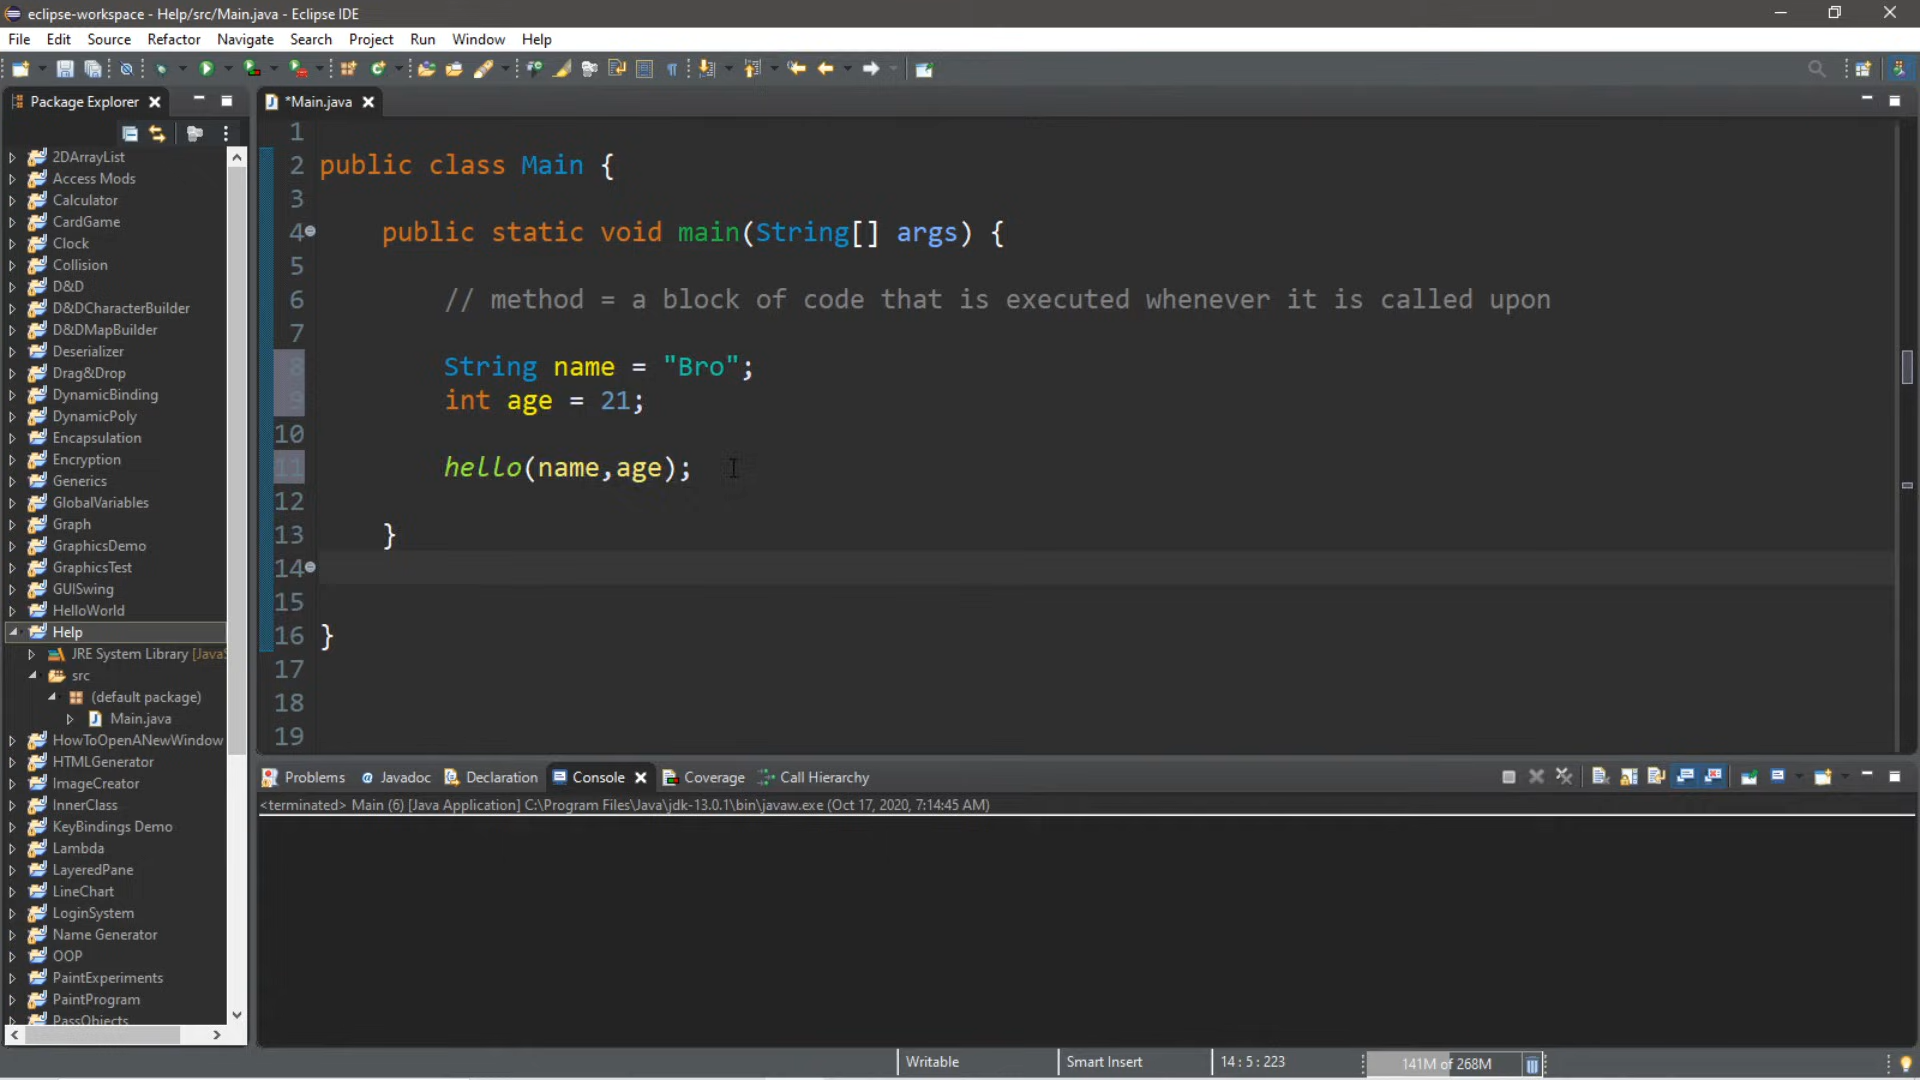 eclipse-workspace - Help/src/Main.java - Eclipse IDE
File Edit Source Refactor Navigate Search Project Run Window Help
Package Explorer
*Main.java
2DArrayList
Access Mods
Calculator
CardGame
Clock
Collision
D&D
D&DCharacterBuilder
D&DMapBuilder
Deserializer
Drag&Drop
DynamicBinding
DynamicPoly
Encapsulation
Encryption
Generics
GlobalVariables
Graph
GraphicsDemo
GraphicsTest
GUISwing
HelloWorld
Help
JRE System Library [JavaS
src
(default package)
Main.java
HowToOpenANewWindow
HTMLGenerator
ImageCreator
InnerClass
KeyBindings Demo
Lambda
LayeredPane
LineChart
LoginSystem
Name Generator
OOP
PaintExperiments
PaintProgram
PassObjects
1
2 public class Main {
3
4 public static void main(String[] args) {
5
6 // method = a block of code that is executed whenever it is called upon
7
8 String name = "Bro";
9 int age = 21;
10
11 hello(name,age);
12
13 }
14
15
16 }
17
18
19
Problems Javadoc Declaration Console Coverage Call Hierarchy
<terminated> Main (6) [Java Application] C:\Program Files\Java\jdk-13.0.1\bin\javaw.exe (Oct 17, 2020, 7:14:45 AM)
Writable Smart Insert 14 : 5 : 223 141M of 268M